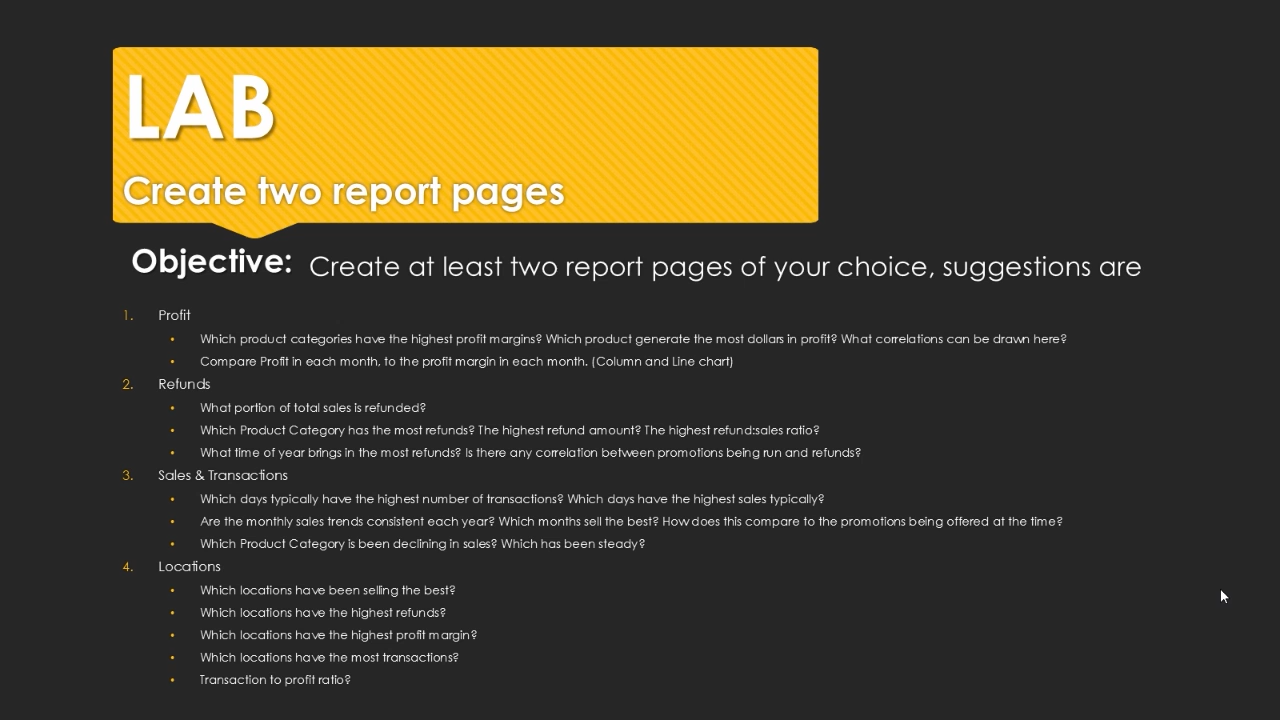 LAB
Create two report pages
Objective: Create at least two report pages of your choice, suggestions are
1. Profit
• Which product categories have the highest profit margins? Which product generate the most dollars in profit? What correlations can be drawn here?
• Compare Profit in each month, to the profit margin in each month. (Column and Line chart)
2. Refunds
• What portion of total sales is refunded?
• Which Product Category has the most refunds? The highest refund amount? The highest refund:sales ratio?
• What time of year brings in the most refunds? Is there any correlation between promotions being run and refunds?
3. Sales & Transactions
• Which days typically have the highest number of transactions? Which days have the highest sales typically?
• Are the monthly sales trends consistent each year? Which months sell the best? How does this compare to the promotions being offered at the time?
• Which Product Category is been declining in sales? Which has been steady?
4. Locations
• Which locations have been selling the best?
• Which locations have the highest refunds?
• Which locations have the highest profit margin?
• Which locations have the most transactions?
• Transaction to profit ratio?